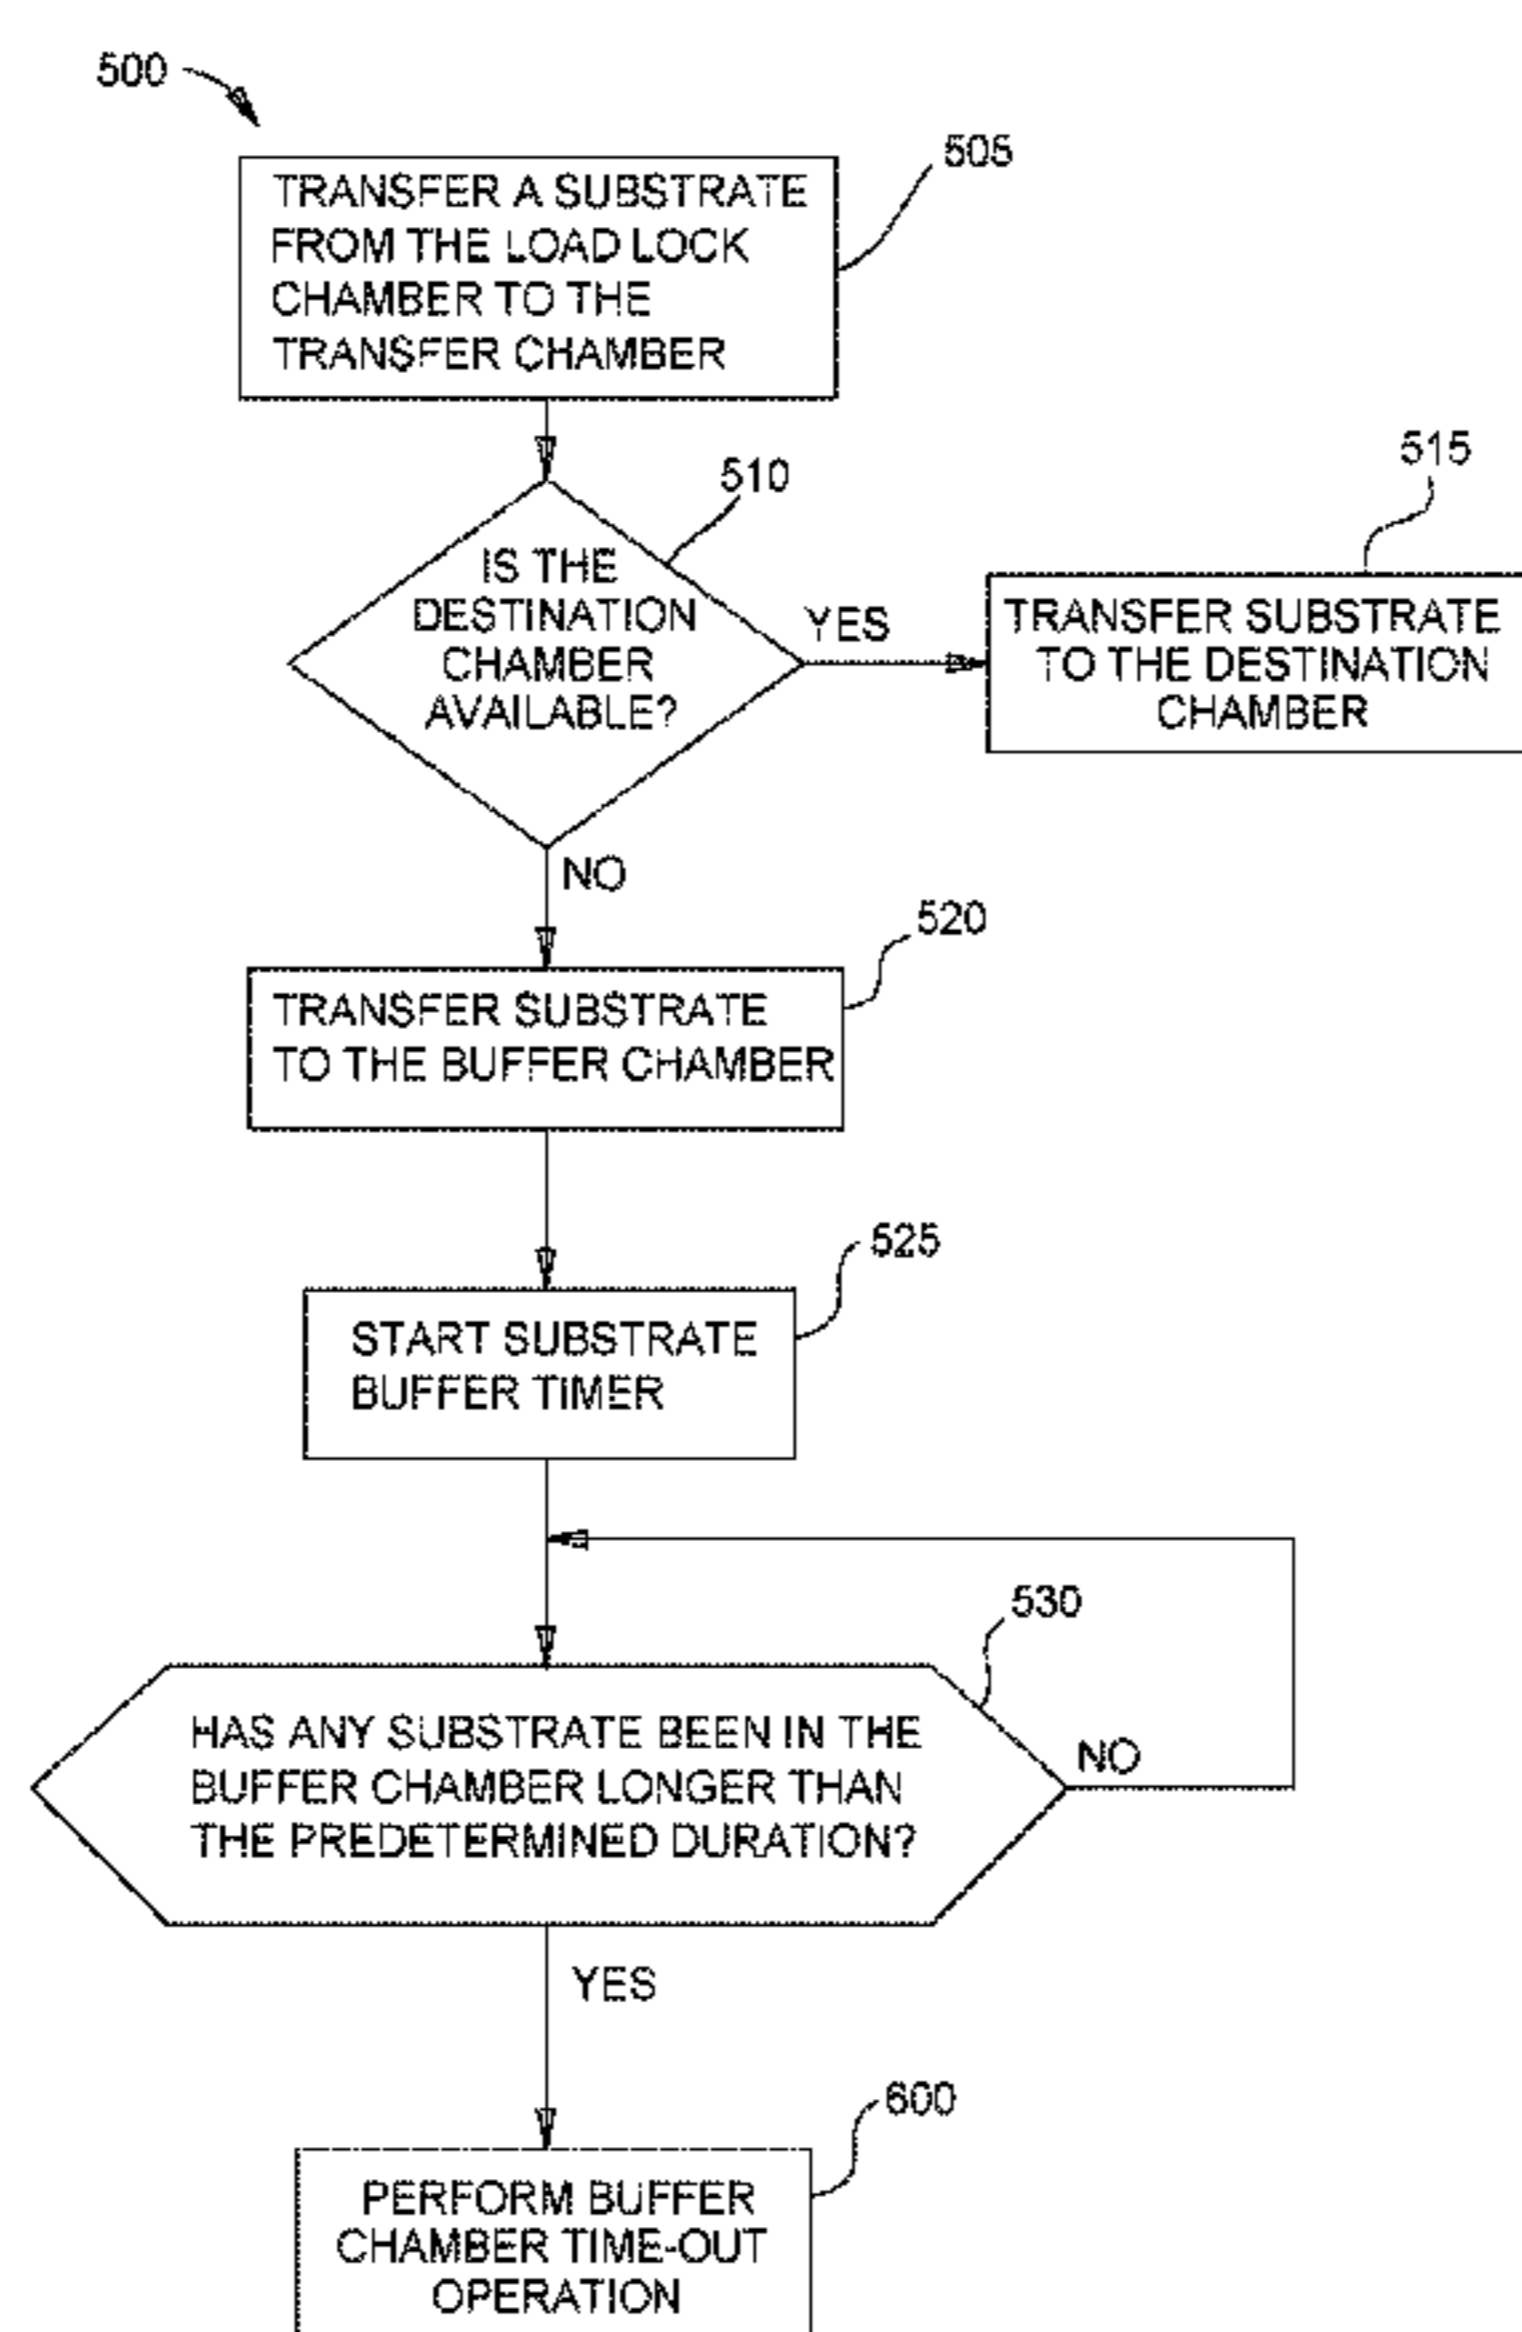 500
505
TRANSFER A SUBSTRATE
FROM THE LOAD LOCK
CHAMBER TO THE
TRANSFER CHAMBER
510
IS THE
DESTINATION
CHAMBER
AVAILABLE?
YES
515
TRANSFER SUBSTRATE
TO THE DESTINATION
CHAMBER
NO
520
TRANSFER SUBSTRATE
TO THE BUFFER CHAMBER
525
START SUBSTRATE
BUFFER TIMER
530
HAS ANY SUBSTRATE BEEN IN THE
BUFFER CHAMBER LONGER THAN
THE PREDETERMINED DURATION?
NO
YES
600
PERFORM BUFFER
CHAMBER TIME-OUT
OPERATION